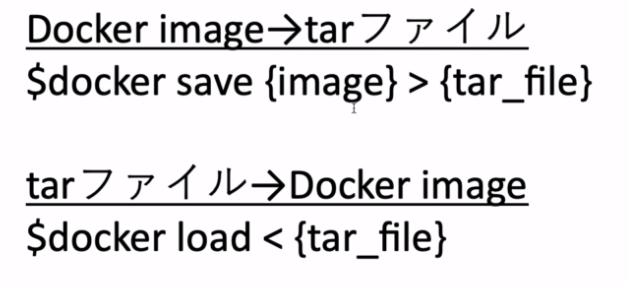 Docker image→tarファイル
$docker save {image} > {tar_file}
tarファイル→Docker image
$docker load < {tar_file}